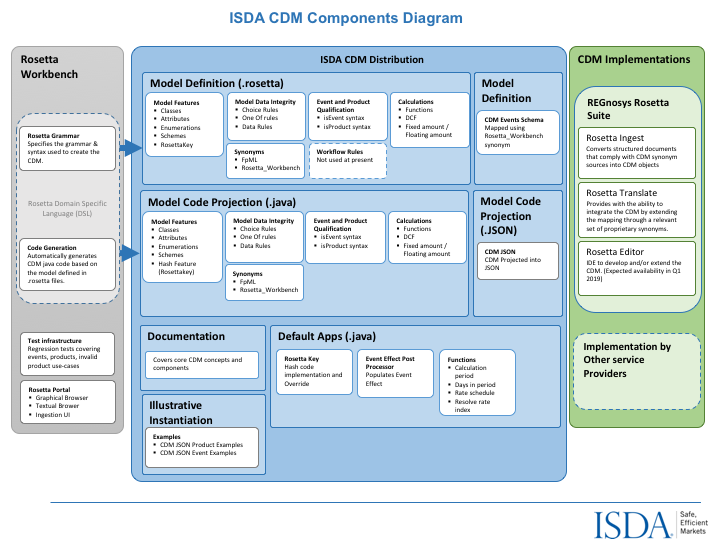 ISDA CDM Components Diagram
Rosetta
Workbench
Rosetta Grammar
Specifies the grammar &
syntax used to create the
CDM.
Rosetta Domain Specific
Language (DSL)
Code Generation
Automatically generates
CDM java code based on
the model defined in
.rosetta files.
Test infrastructure
Regression tests covering
events, products, invalid
product use-cases
Rosetta Portal
▪ Graphical Browser
▪ Textual Brower
▪ Ingestion UI
ISDA CDM Distribution
Model Definition (.rosetta)
Model Features
▪ Classes
▪ Attributes
▪ Enumerations
▪ Schemes
▪ RosettaKey
Model Data Integrity
▪ Choice Rules
▪ One Of rules
▪ Data Rules
Event and Product
Qualification
▪ isEvent syntax
▪ isProduct syntax
Calculations
▪ Functions
▪ DCF
▪ Fixed amount /
Floating amount
Synonyms
▪ FpML
▪ Rosetta_Workbench
Workflow Rules
Not used at present
Model
Definition
CDM Events Schema
Mapped using
Rosetta_Workbench
synonym
Model Code Projection (.java)
Model Features
▪ Classes
▪ Attributes
▪ Enumerations
▪ Schemes
▪ Hash Feature
(Rosettakey)
Model Data Integrity
▪ Choice Rules
▪ One Of rules
▪ Data Rules
Event and Product
Qualification
▪ isEvent syntax
▪ isProduct syntax
Calculations
▪ Functions
▪ DCF
▪ Fixed amount /
Floating amount
Synonyms
▪ FpML
▪ Rosetta_Workbench
Model Code
Projection
(.JSON)
CDM JSON
CDM Projected into
JSON
Documentation
Covers core CDM concepts and
components
Illustrative
Instantiation
Examples
▪ CDM JSON Product Examples
▪ CDM JSON Event Examples
Default Apps (.java)
Rosetta Key
Hash code
implementation and
Override
Event Effect Post
Processor
Populates Event
Effect
Functions
▪ Calculation
period
▪ Days in period
▪ Rate schedule
▪ Resolve rate
index
CDM Implementations
REGnosys Rosetta
Suite
Rosetta Ingest
Converts structured documents
that comply with CDM synonym
sources into CDM objects
Rosetta Translate
Provides with the ability to
integrate the CDM by extending
the mapping through a relevant
set of proprietary synonyms.
Rosetta Editor
IDE to develop and/or extend the
CDM. (Expected availability in Q1
2019)
Implementation by
Other service
Providers
ISDA®
Safe,
Efficient
Markets